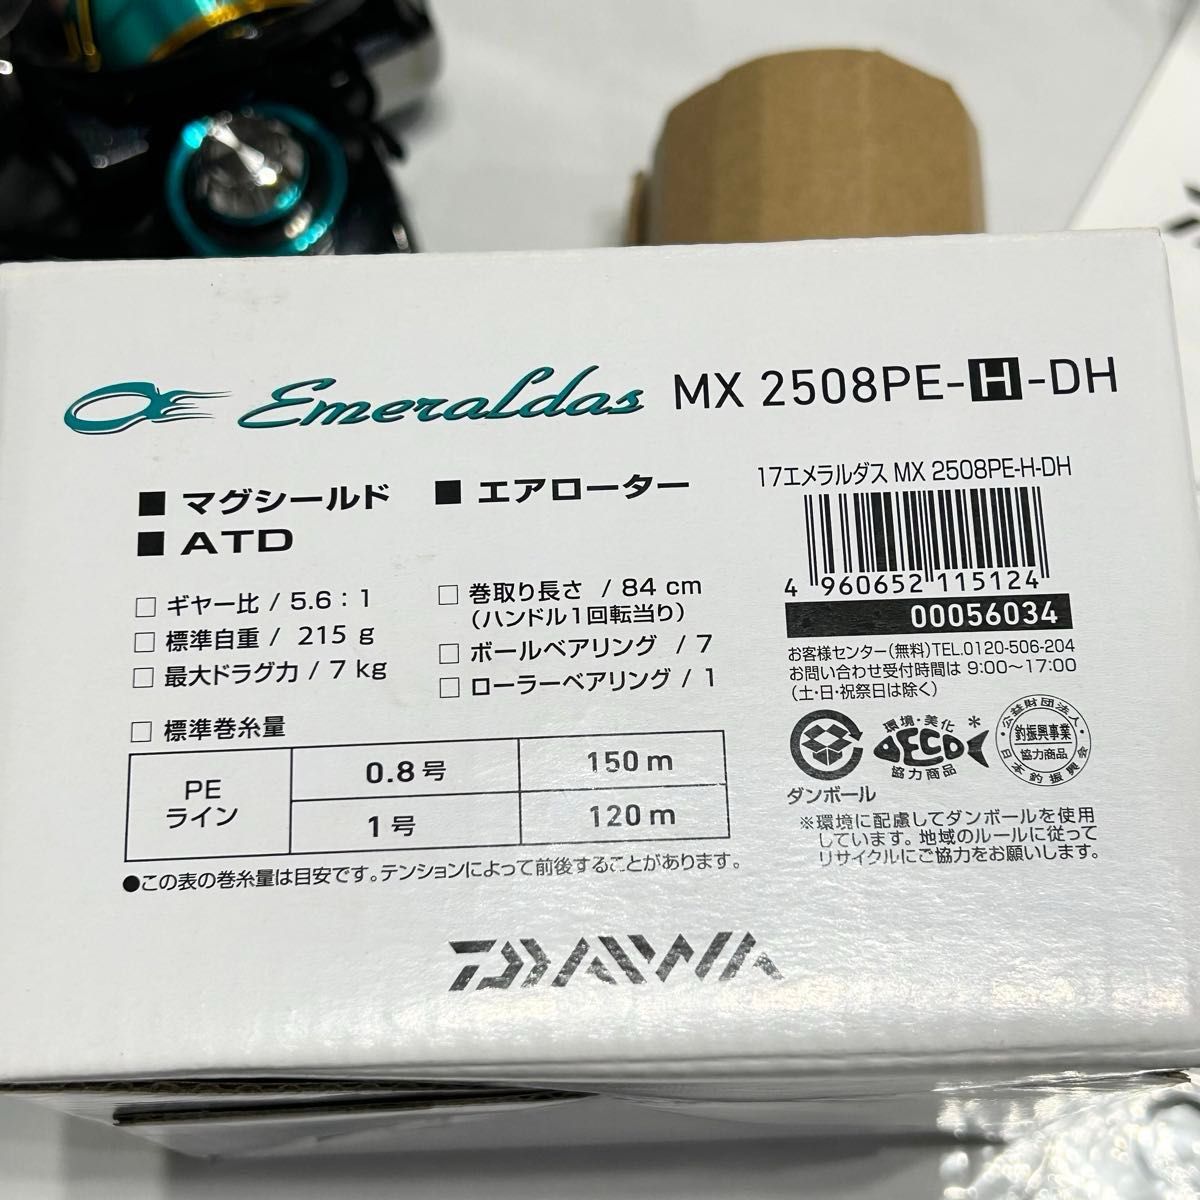 Emeraldas MX 2508PE-H-DH
■ マグシールド ■ エアローター
■ ATD
□ ギヤー比 / 5.6：1
□ 標準自重 / 215 g
□ 最大ドラグ力 / 7 kg
□ 巻取り長さ / 84 cm
（ハンドル1回転当り）
□ ボールベアリング / 7
□ ローラーベアリング / 1
□ 標準巻糸量
PE
ライン
0.8号 150 m
1号 120 m
●この表の巻糸量は目安です。テンションによって前後することがあります。
17エメラルダス MX 2508PE-H-DH
4 960652 115124
00056034
お客様センター(無料)TEL.0120-506-204
お問い合わせ受付時間は 9:00〜17:00
（土・日・祝祭日は除く）
ダンボール
環境・美化
DECO
協力商品
公益財団法人
釣振興事業
協力商品
日本釣振興会
※環境に配慮してダンボールを使用
しています。地域のルールに従って
リサイクルにご協力をお願いします。
DAIWA